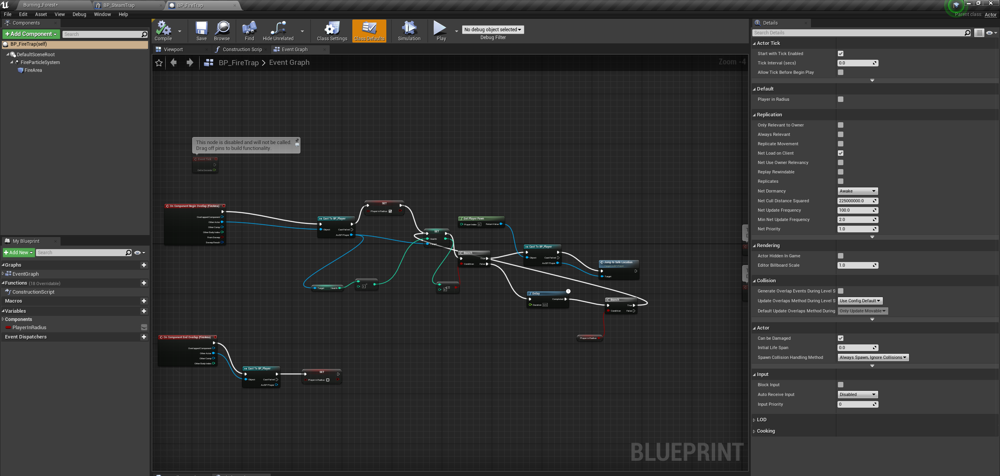 Burning_Forest*
BP_SteamTrap
BP_FireTrap
File Edit Asset View Debug Window Help
Parent class: Actor
Components
+Add Component
Search
BP_FireTrap(self)
DefaultSceneRoot
FireParticleSystem
FireArea
My Blueprint
+Add New
Search
Graphs
EventGraph
Functions (18 Overridable)
ConstructionScript
Macros
Variables
Components
PlayerInRadius
Event Dispatchers
Compile
Save
Browse
Find
Hide Unrelated
Class Settings
Class Defaults
Simulation
Play
No debug object selected
Debug Filter
Viewport
Construction Scrip
Event Graph
BP_FireTrap > Event Graph
Zoom -4
This node is disabled and will not be called.
Drag off pins to build functionality.
Event Tick
Delta Seconds
On Component Begin Overlap (FireArea)
Overlapped Component
Other Actor
Other Comp
Other Body Index
From Sweep
Sweep Result
Cast To BP_Player
Object
Cast Failed
As BP Player
SET
Player in Radius
SET
Health
Target
Target Health
-
1
<=
0
Get Player Pawn
Player Index 0
Return Value
Branch
True
Condition
False
Cast To BP_Player
Object
Cast Failed
As BP Player
Jump to Safe Location
Target is BP Player
Target
Delay
Completed
Duration 0.5
Branch
True
Condition
False
Player in Radius
On Component End Overlap (FireArea)
Overlapped Component
Other Actor
Other Comp
Other Body Index
Cast To BP_Player
Object
Cast Failed
As BP Player
SET
Player in Radius
BLUEPRINT
Details
Search Details
Actor Tick
Start with Tick Enabled
Tick Interval (secs) 0.0
Allow Tick Before Begin Play
Default
Player in Radius
Replication
Only Relevant to Owner
Always Relevant
Replicate Movement
Net Load on Client
Net Use Owner Relevancy
Replay Rewindable
Replicates
Net Dormancy Awake
Net Cull Distance Squared 225000000.0
Net Update Frequency 100.0
Min Net Update Frequency 2.0
Net Priority 1.0
Rendering
Actor Hidden In Game
Editor Billboard Scale 1.0
Collision
Generate Overlap Events During Level S
Update Overlaps Method During Level S Use Config Default
Default Update Overlaps Method During Only Update Movable
Actor
Can be Damaged
Initial Life Span 0.0
Spawn Collision Handling Method Always Spawn, Ignore Collisions
Input
Block Input
Auto Receive Input Disabled
Input Priority 0
LOD
Cooking